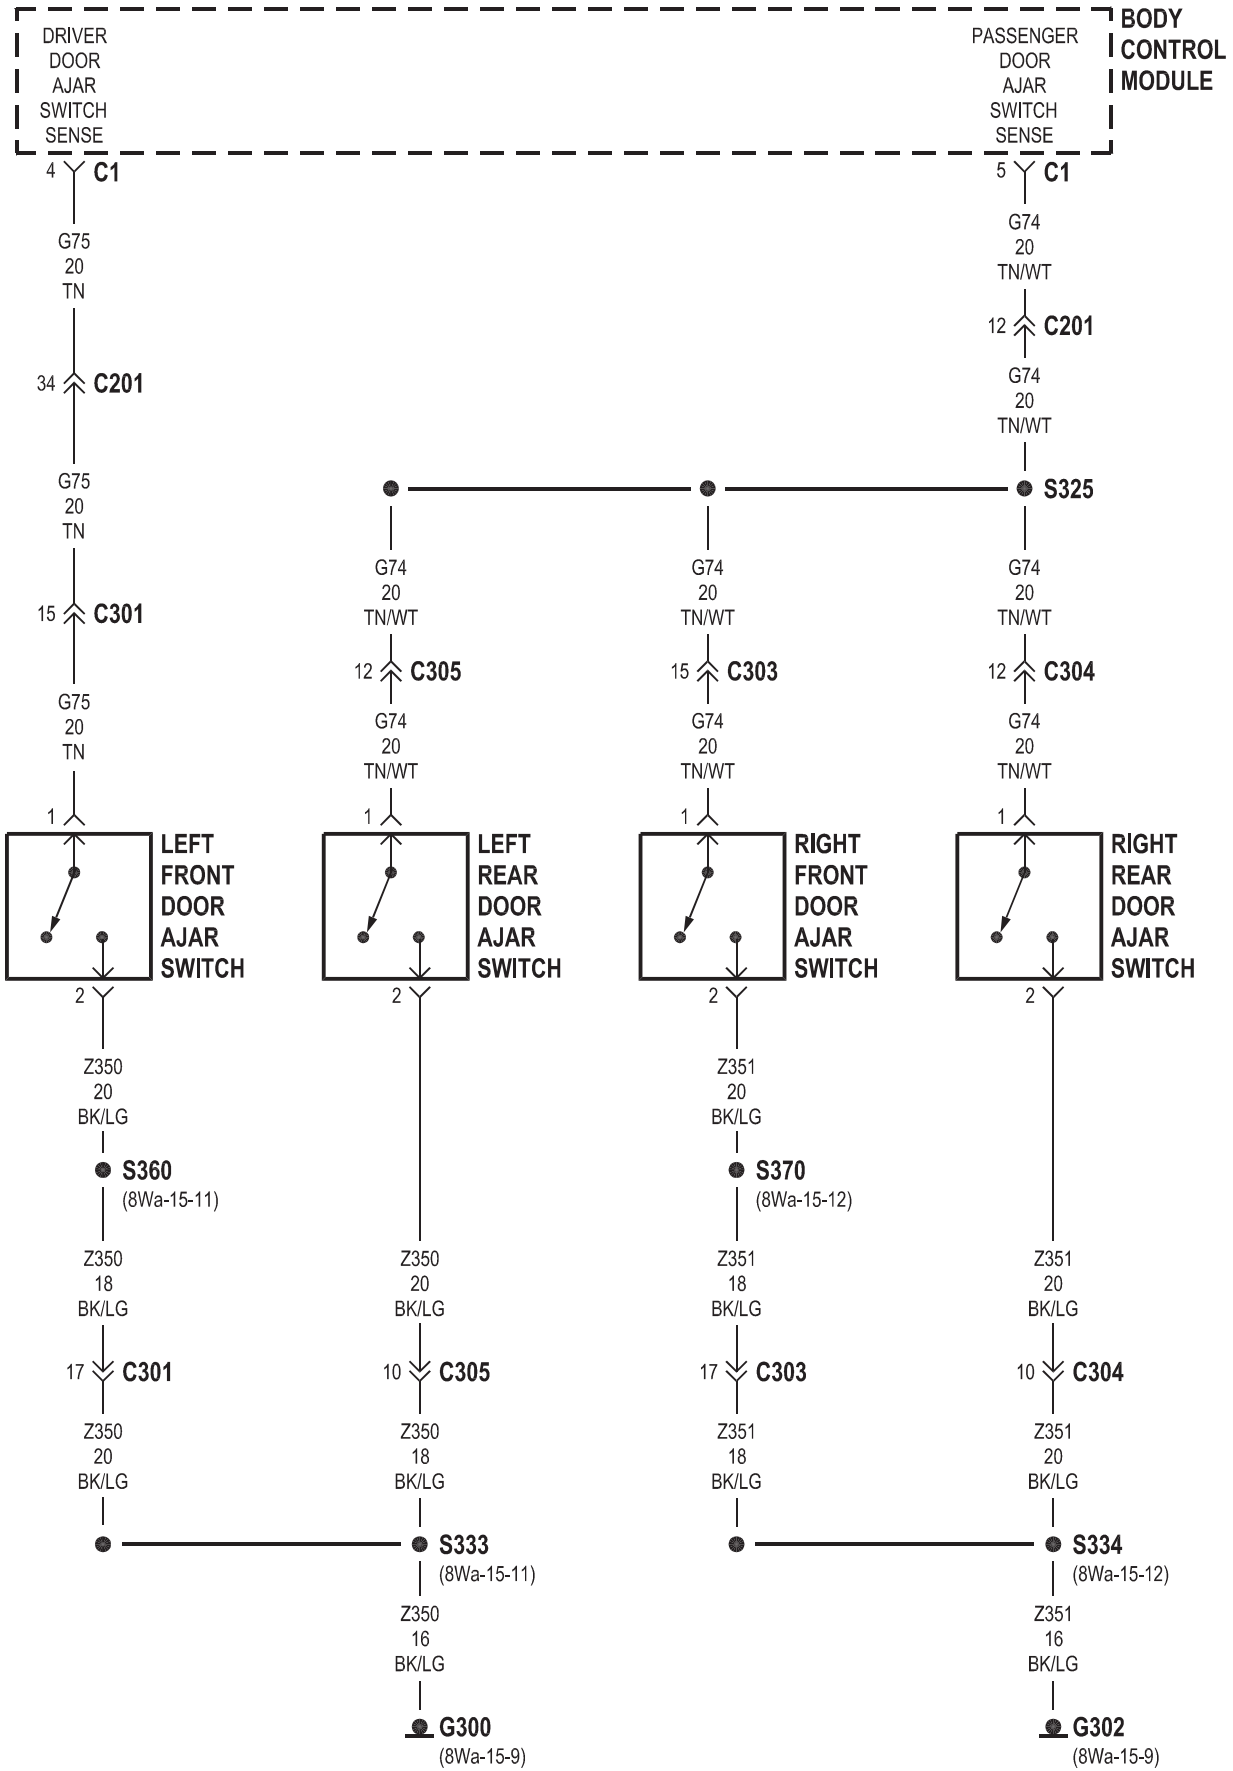 DRIVER
DOOR
AJAR
SWITCH
SENSE
PASSENGER
DOOR
AJAR
SWITCH
SENSE
BODY
CONTROL
MODULE
4 C1
5 C1
G75
20
TN
G74
20
TN/WT
12 C201
34 C201
G74
20
TN/WT
G75
20
TN
S325
G74
20
TN/WT
G74
20
TN/WT
G74
20
TN/WT
15 C301
12 C305
15 C303
12 C304
G75
20
TN
G74
20
TN/WT
G74
20
TN/WT
G74
20
TN/WT
1
1
1
1
LEFT
FRONT
DOOR
AJAR
SWITCH
LEFT
REAR
DOOR
AJAR
SWITCH
RIGHT
FRONT
DOOR
AJAR
SWITCH
RIGHT
REAR
DOOR
AJAR
SWITCH
2
2
2
2
Z350
20
BK/LG
Z351
20
BK/LG
S360
(8Wa-15-11)
S370
(8Wa-15-12)
Z350
18
BK/LG
Z350
20
BK/LG
Z351
18
BK/LG
Z351
20
BK/LG
17 C301
10 C305
17 C303
10 C304
Z350
20
BK/LG
Z350
18
BK/LG
Z351
18
BK/LG
Z351
20
BK/LG
S333
(8Wa-15-11)
S334
(8Wa-15-12)
Z350
16
BK/LG
Z351
16
BK/LG
G300
(8Wa-15-9)
G302
(8Wa-15-9)